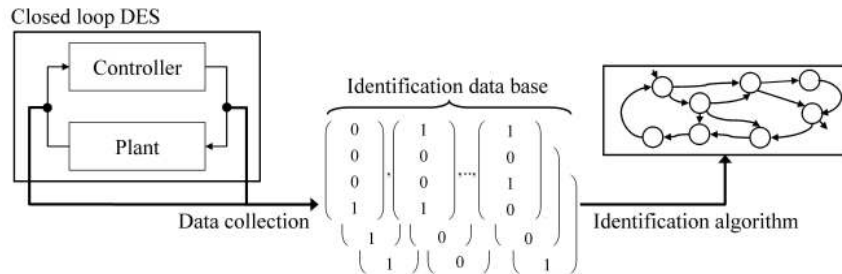 Closed loop DES
Controller
Plant
Data collection
Identification data base
0 1 1
0 , 0 ,..., 0
0 0 1
1 1 0
1 0 0
1 0 1
Identification algorithm